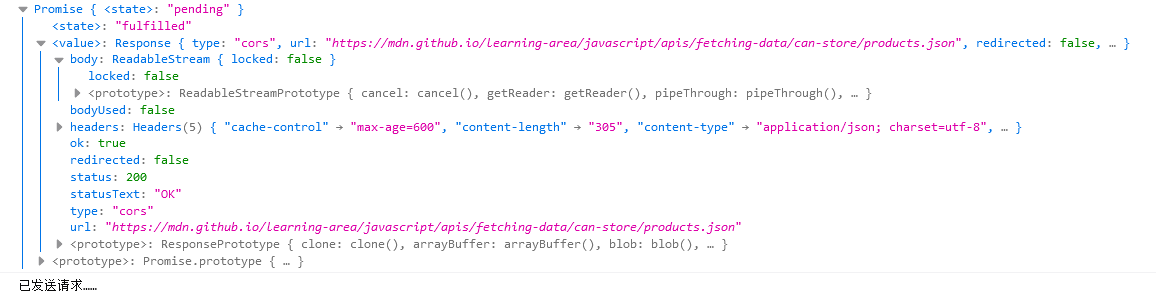 Promise { <state>: "pending" }
<state>: "fulfilled"
<value>: Response { type: "cors", url: "https://mdn.github.io/learning-area/javascript/apis/fetching-data/can-store/products.json", redirected: false, … }
body: ReadableStream { locked: false }
locked: false
<prototype>: ReadableStreamPrototype { cancel: cancel(), getReader: getReader(), pipeThrough: pipeThrough(), … }
bodyUsed: false
headers: Headers(5) { "cache-control" → "max-age=600", "content-length" → "305", "content-type" → "application/json; charset=utf-8", … }
ok: true
redirected: false
status: 200
statusText: "OK"
type: "cors"
url: "https://mdn.github.io/learning-area/javascript/apis/fetching-data/can-store/products.json"
<prototype>: ResponsePrototype { clone: clone(), arrayBuffer: arrayBuffer(), blob: blob(), … }
<prototype>: Promise.prototype { … }
已发送请求……